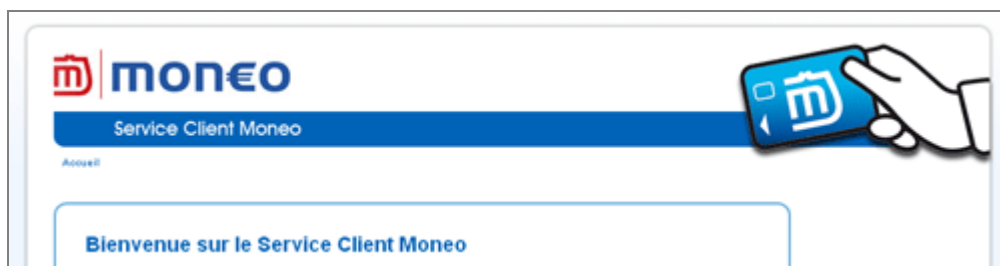 mon€o
Service Client Moneo
Accueil
Bienvenue sur le Service Client Moneo